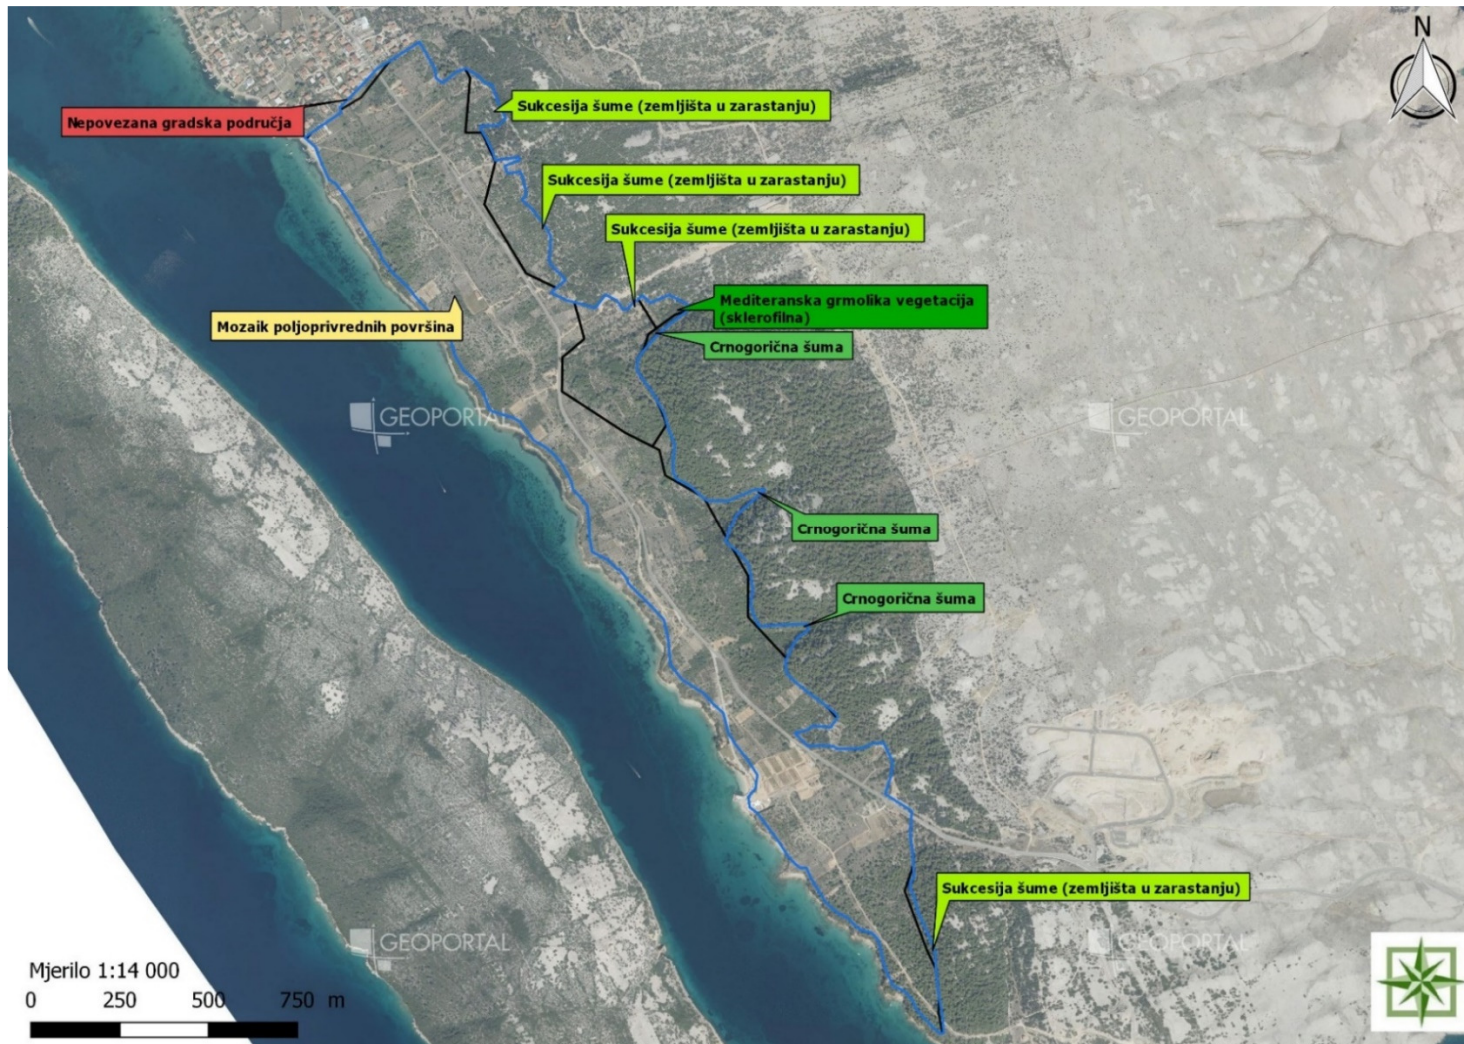 N
Sukcesija šume (zemljišta u zarastanju)
Nepovezana gradska područja
Sukcesija šume (zemljišta u zarastanju)
Sukcesija šume (zemljišta u zarastanju)
Mediteranska grmolika vegetacija
(sklerofilna)
Mozaik poljoprivrednih površina
Crnogorična šuma
GEOPORTAL
GEOPORTAL
Crnogorična šuma
Crnogorična šuma
Sukcesija šume (zemljišta u zarastanju)
GEOPORTAL
GEOPORTAL
Mjerilo 1:14 000
0 250 500 750 m